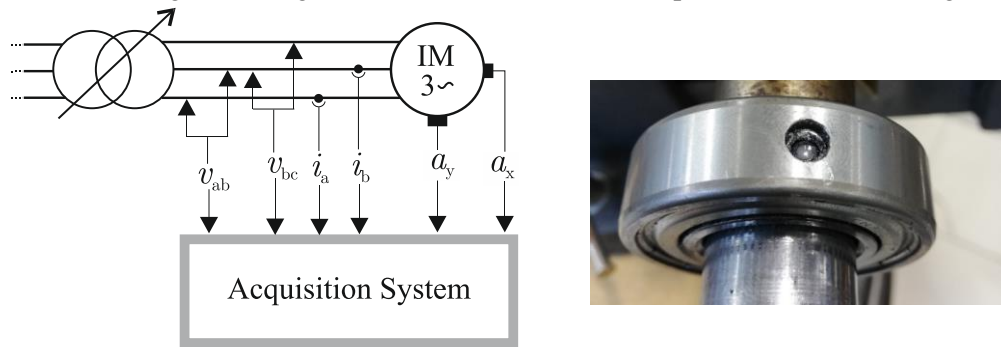 IM
3~
v_ab
v_bc
i_a
i_b
a_y
a_x
Acquisition System